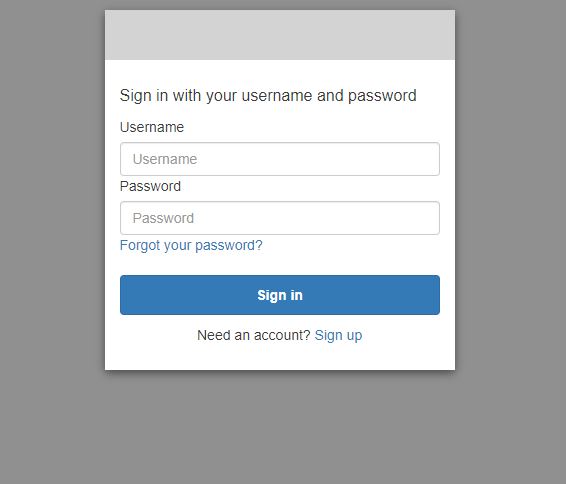 Sign in with your username and password
Username
Username
Password
Password
Forgot your password?
Sign in
Need an account? Sign up